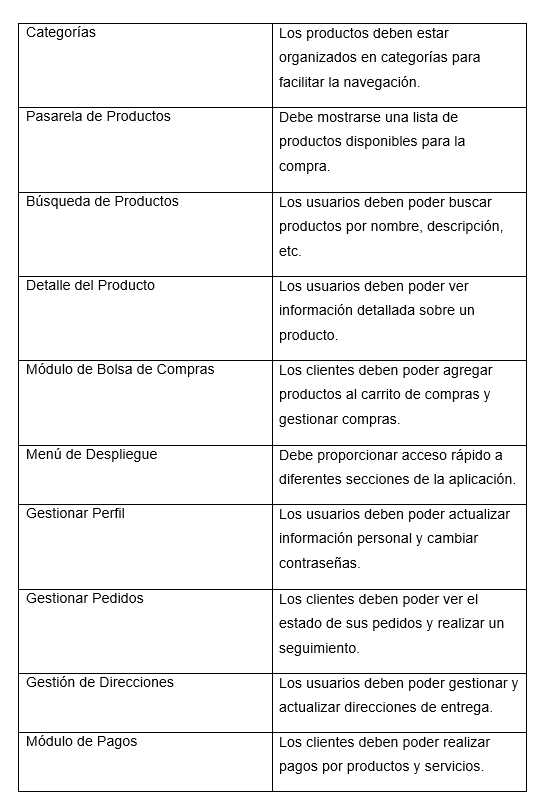 Categorías
Los productos deben estar
organizados en categorías para
facilitar la navegación.
Pasarela de Productos
Debe mostrarse una lista de
productos disponibles para la
compra.
Búsqueda de Productos
Los usuarios deben poder buscar
productos por nombre, descripción,
etc.
Detalle del Producto
Los usuarios deben poder ver
información detallada sobre un
producto.
Módulo de Bolsa de Compras
Los clientes deben poder agregar
productos al carrito de compras y
gestionar compras.
Menú de Despliegue
Debe proporcionar acceso rápido a
diferentes secciones de la aplicación.
Gestionar Perfil
Los usuarios deben poder actualizar
información personal y cambiar
contraseñas.
Gestionar Pedidos
Los clientes deben poder ver el
estado de sus pedidos y realizar un
seguimiento.
Gestión de Direcciones
Los usuarios deben poder gestionar y
actualizar direcciones de entrega.
Módulo de Pagos
Los clientes deben poder realizar
pagos por productos y servicios.